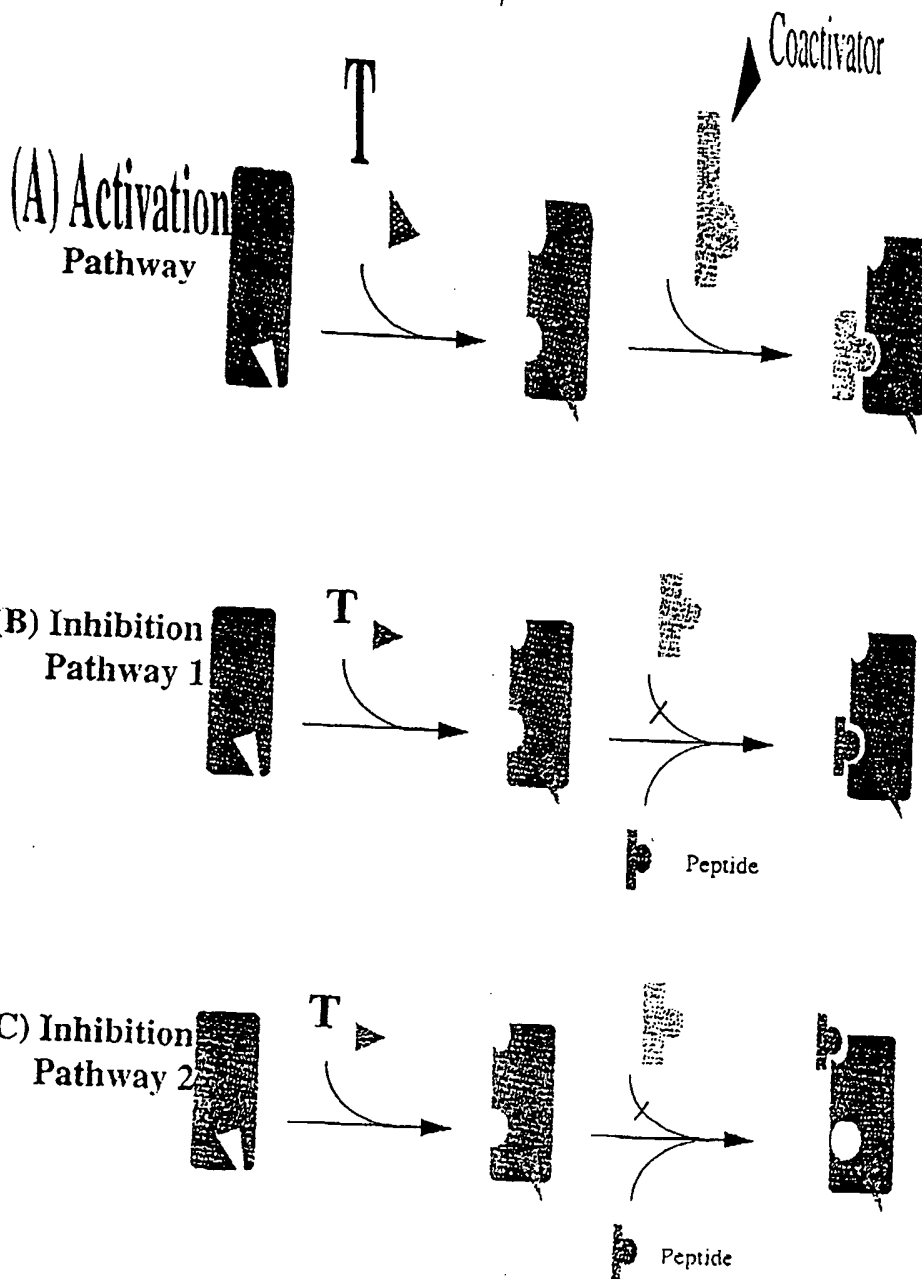 Coactivator
T
(A) Activation
Pathway
B) Inhibition
Pathway 1
T
Peptide
C) Inhibition
Pathway 2
T
Peptide